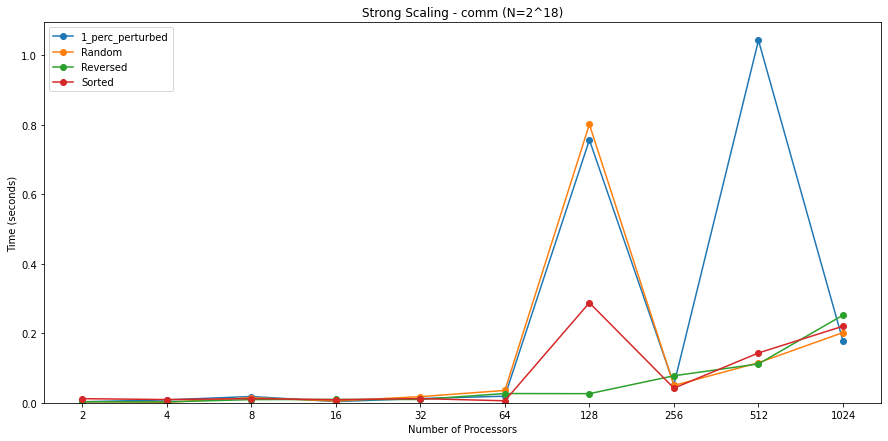 Strong Scaling - comm (N=2^18)
1_perc_perturbed
Random
Reversed
Sorted
Time (seconds)
1.0
0.8
0.6
0.4
0.2
0.0
2 4 8 16 32 64 128 256 512 1024
Number of Processors